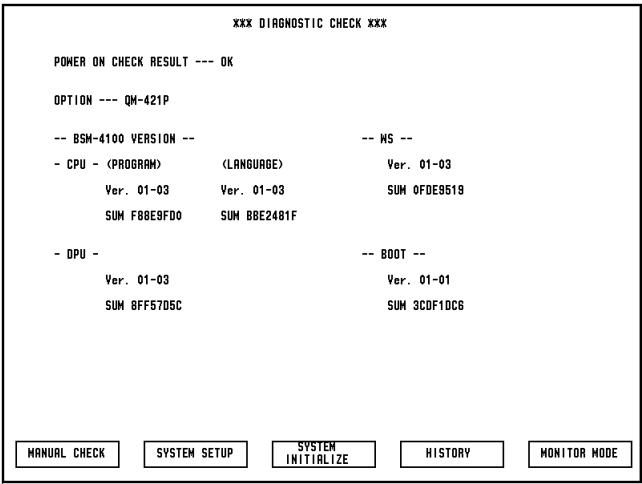 *** DIAGNOSTIC CHECK ***
POWER ON CHECK RESULT --- OK
OPTION --- QM-421P
-- BSM-4100 VERSION -- -- WS --
- CPU - (PROGRAM) (LANGUAGE) Ver. 01-03
Ver. 01-03 Ver. 01-03 SUM 0FDE9519
SUM F88E9FD0 SUM BBE2481F
- DPU - -- BOOT --
Ver. 01-03 Ver. 01-01
SUM 8FF57D5C SUM 3CDF1DC6
MANUAL CHECK SYSTEM SETUP SYSTEM INITIALIZE HISTORY MONITOR MODE